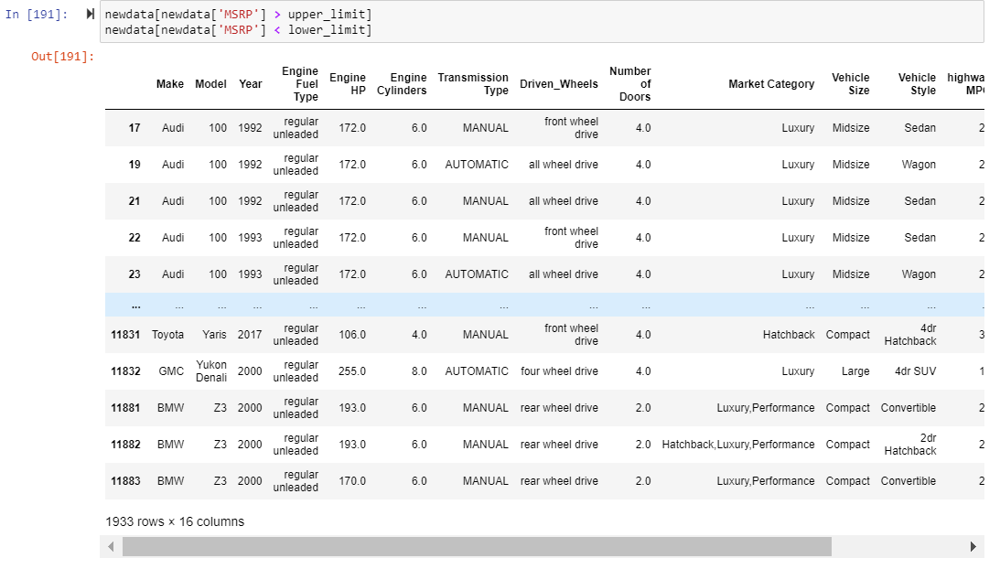 In [191]: newdata[newdata['MSRP'] > upper_limit]
newdata[newdata['MSRP'] < lower_limit]
Out[191]:
Make Model Year Engine Fuel Type Engine HP Engine Cylinders Transmission Type Driven_Wheels Number of Doors Market Category Vehicle Size Vehicle Style highwa MP
17 Audi 100 1992 regular unleaded 172.0 6.0 MANUAL front wheel drive 4.0 Luxury Midsize Sedan 2
19 Audi 100 1992 regular unleaded 172.0 6.0 AUTOMATIC all wheel drive 4.0 Luxury Midsize Wagon 2
21 Audi 100 1992 regular unleaded 172.0 6.0 MANUAL all wheel drive 4.0 Luxury Midsize Sedan 2
22 Audi 100 1993 regular unleaded 172.0 6.0 MANUAL front wheel drive 4.0 Luxury Midsize Sedan 2
23 Audi 100 1993 regular unleaded 172.0 6.0 AUTOMATIC all wheel drive 4.0 Luxury Midsize Wagon 2
... ... ... ... ... ... ... ... ... ... ... ... ... .
11831 Toyota Yaris 2017 regular unleaded 106.0 4.0 MANUAL front wheel drive 4.0 Hatchback Compact 4dr Hatchback 3
11832 GMC Yukon Denali 2000 regular unleaded 255.0 8.0 AUTOMATIC four wheel drive 4.0 Luxury Large 4dr SUV 1
11881 BMW Z3 2000 regular unleaded 193.0 6.0 MANUAL rear wheel drive 2.0 Luxury,Performance Compact Convertible 2
11882 BMW Z3 2000 regular unleaded 193.0 6.0 MANUAL rear wheel drive 2.0 Hatchback,Luxury,Performance Compact 2dr Hatchback 2
11883 BMW Z3 2000 regular unleaded 170.0 6.0 MANUAL rear wheel drive 2.0 Luxury,Performance Compact Convertible 2
1933 rows × 16 columns